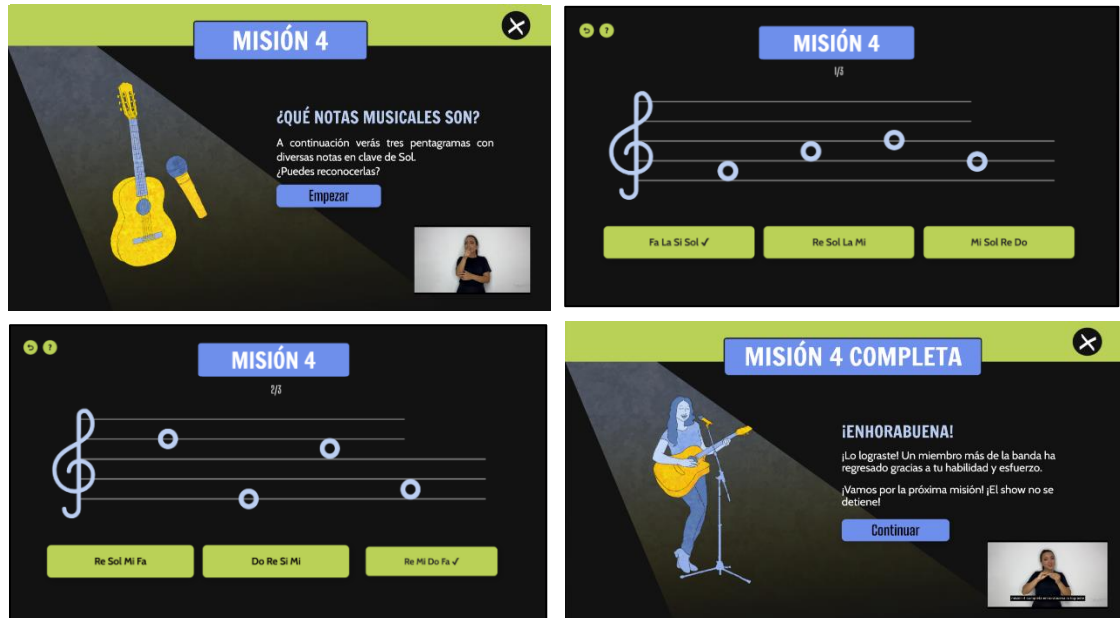 MISIÓN 4
¿QUÉ NOTAS MUSICALES SON?
A continuación verás tres pentagramas con
diversas notas en clave de Sol.
¿Puedes reconocerlas?
Empezar
?
MISIÓN 4
1/3
Fa La Si Sol ✓
Re Sol La Mi
Mi Sol Re Do
?
MISIÓN 4
2/3
Re Sol Mi Fa
Do Re Si Mi
Re Mi Do Fa ✓
MISIÓN 4 COMPLETA
¡ENHORABUENA!
¡Lo lograste! Un miembro más de la banda ha
regresado gracias a tu habilidad y esfuerzo.
¡Vamos por la próxima misión! ¡El show no se
detiene!
Continuar